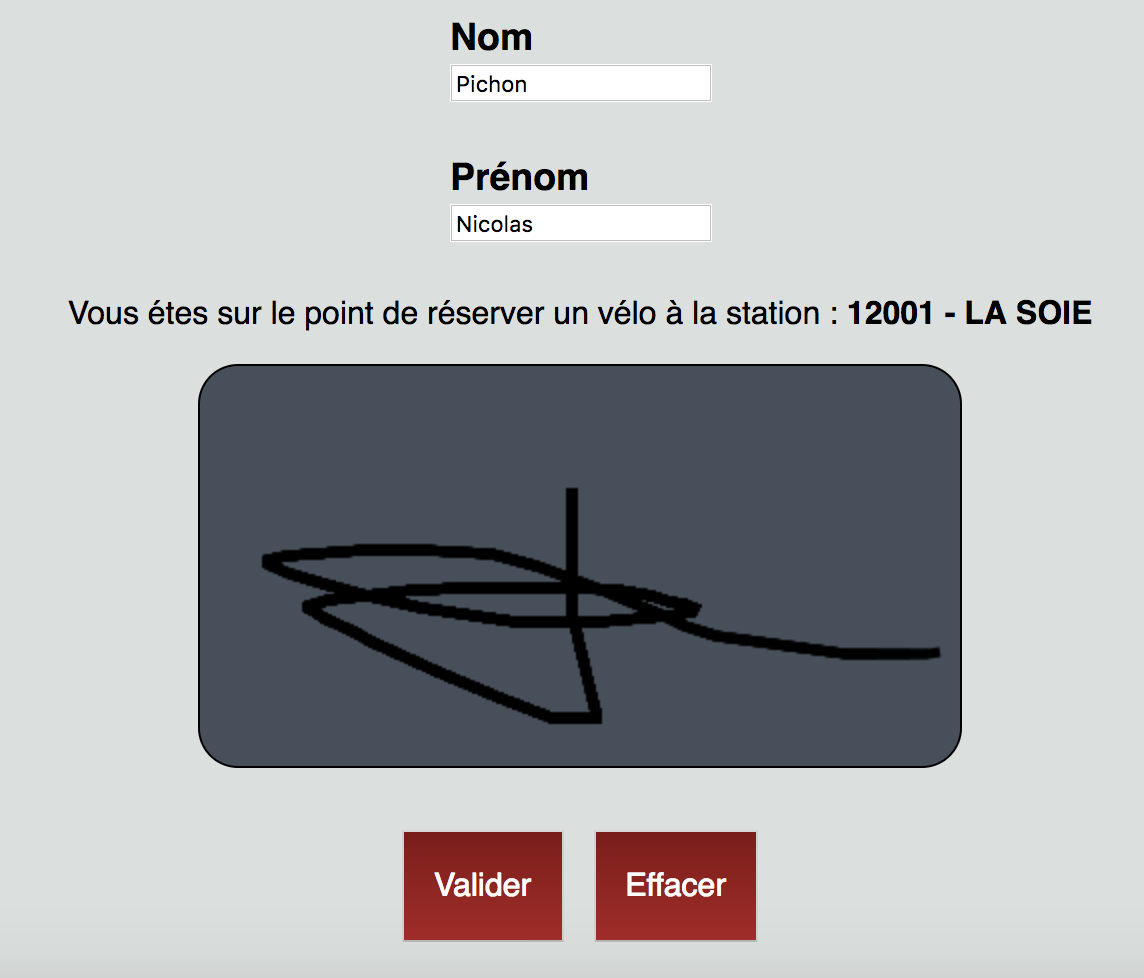 Nom
Pichon
Prénom
Nicolas
Vous étes sur le point de réserver un vélo à la station : 12001 - LA SOIE
Valider
Effacer